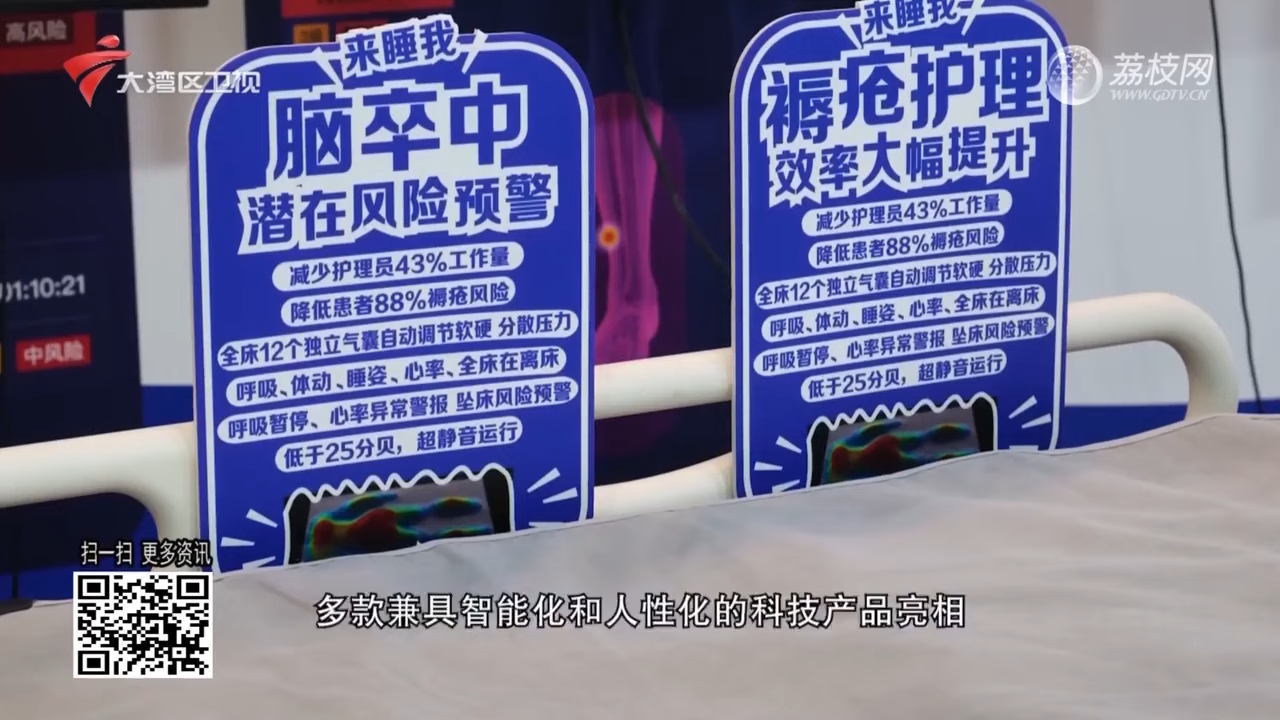 高风险
大湾区卫视
荔枝网
WWW.GDTV.CN
来睡我
脑卒中
潜在风险预警
减少护理员43%工作量
降低患者88%褥疮风险
全床12个独立气囊自动调节软硬 分散压力
呼吸、体动、睡姿、心率、全床在离床
呼吸暂停、心率异常警报 坠床风险预警
低于25分贝，超静音运行
来睡我
褥疮护理
效率大幅提升
减少护理员43%工作量
降低患者88%褥疮风险
全床12个独立气囊自动调节软硬 分散压力
呼吸、体动、睡姿、心率、全床在离床
呼吸暂停、心率异常警报 坠床风险预警
低于25分贝，超静音运行
01:10:21
中风险
扫一扫 更多资讯
多款兼具智能化和人性化的科技产品亮相